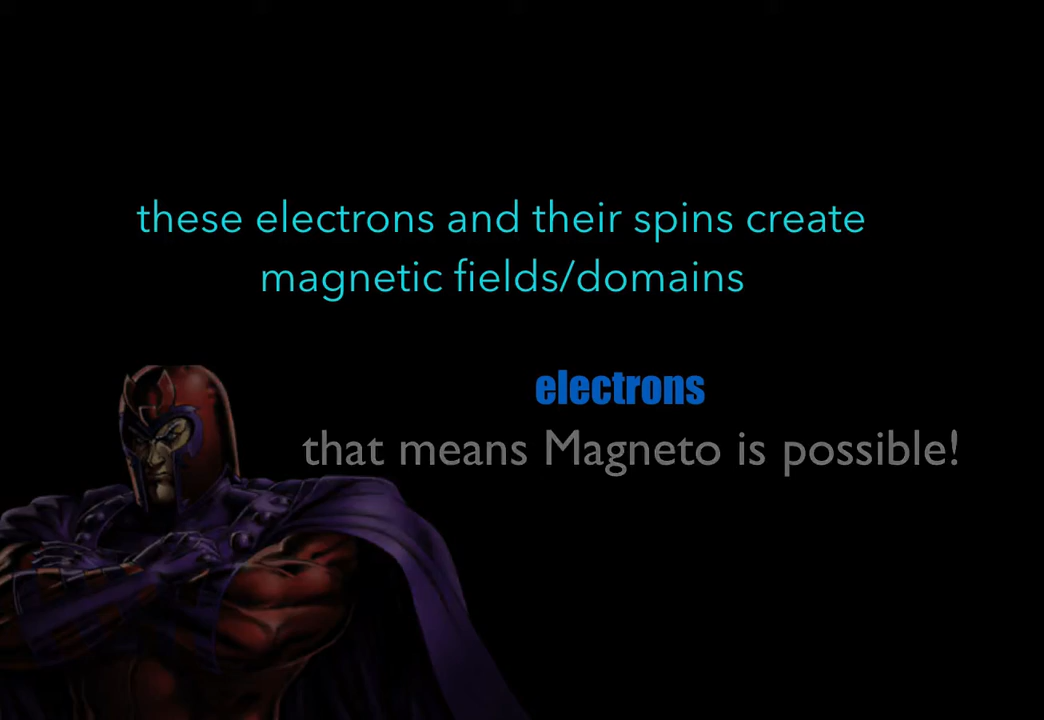 these electrons and their spins create
magnetic fields/domains
electrons
that means Magneto is possible!